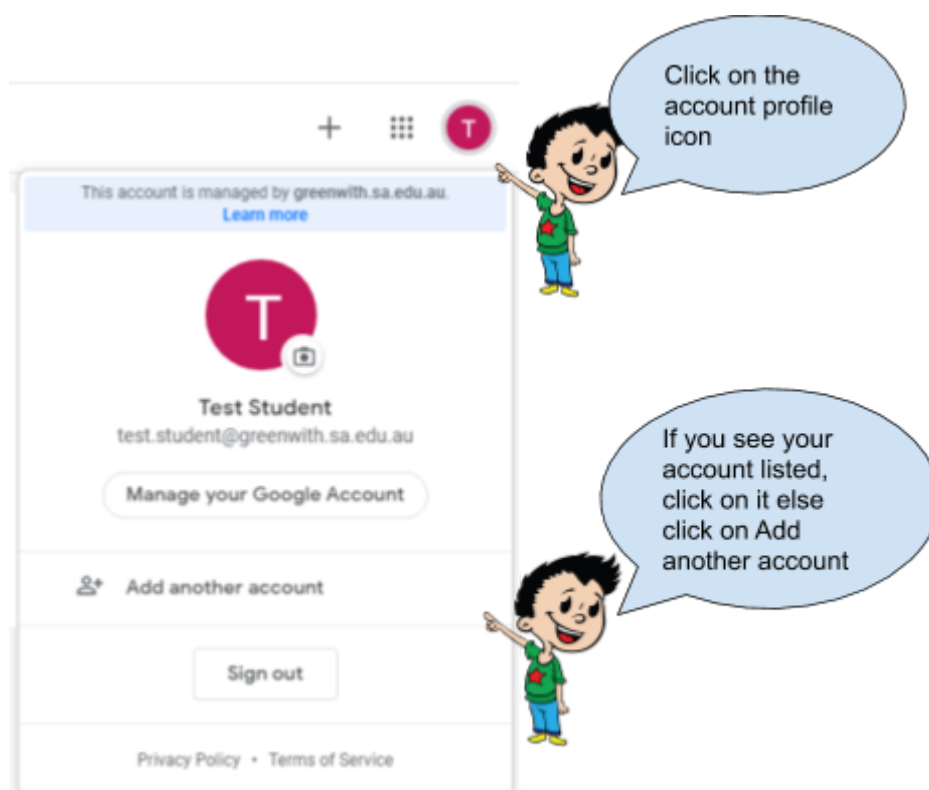 Click on the
account profile
icon
T
This account is managed by greenwith.sa.edu.au.
Learn more
T
Test Student
test.student@greenwith.sa.edu.au
Manage your Google Account
If you see your
account listed,
click on it else
click on Add
another account
Add another account
Sign out
Privacy Policy • Terms of Service